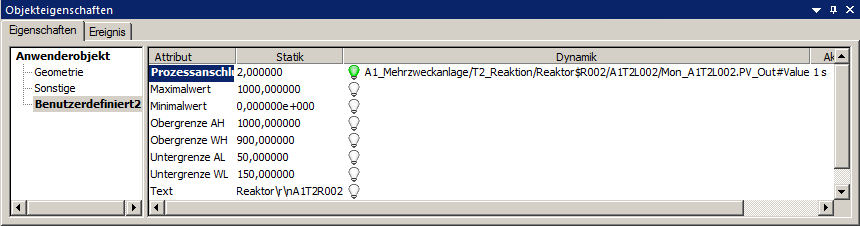 Objekteigenschaften
Eigenschaften Ereignis
Anwenderobjekt
Geometrie
Sonstige
Benutzerdefiniert2
Attribut Statik Dynamik Ak
Prozessanschlu 2,000000 A1_Mehrzweckanlage/T2_Reaktion/Reaktor$R002/A1T2L002/Mon_A1T2L002.PV_Out#Value 1 s
Maximalwert 1000,000000
Minimalwert 0,000000e+000
Obergrenze AH 1000,000000
Obergrenze WH 900,000000
Untergrenze AL 50,000000
Untergrenze WL 150,000000
Text Reaktor\r\nA1T2R002